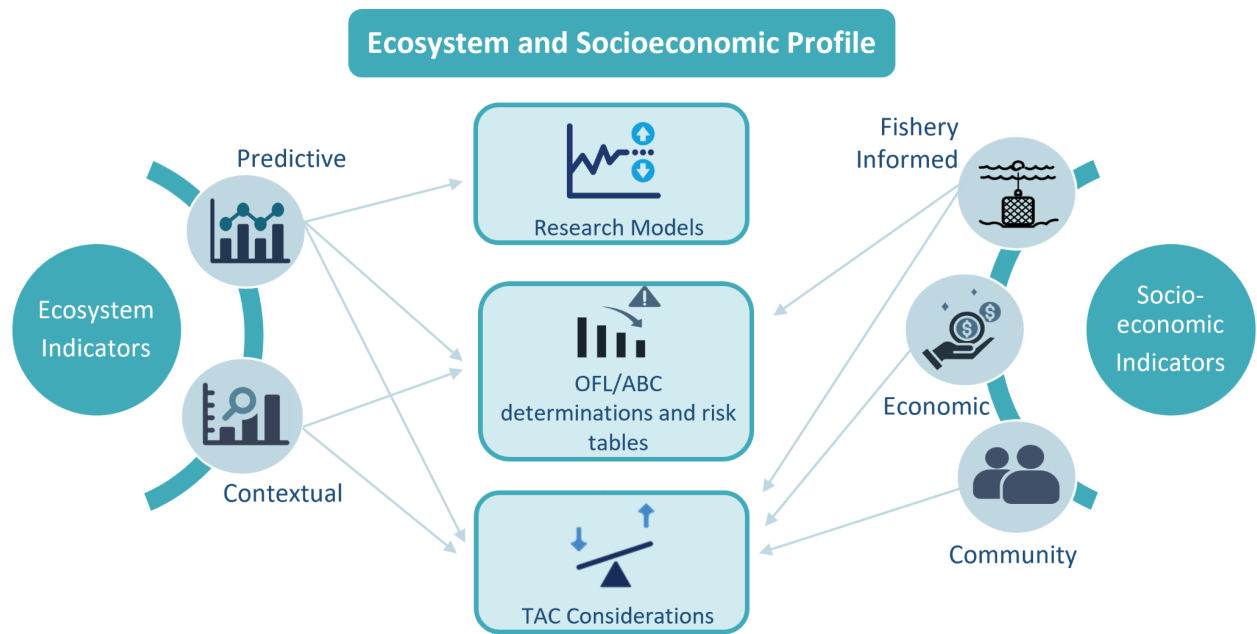 Ecosystem and Socioeconomic Profile
Predictive
Ecosystem
Indicators
Contextual
Research Models
OFL/ABC
determinations and risk
tables
TAC Considerations
Fishery
Informed
Economic
Community
Socio-
economic
Indicators